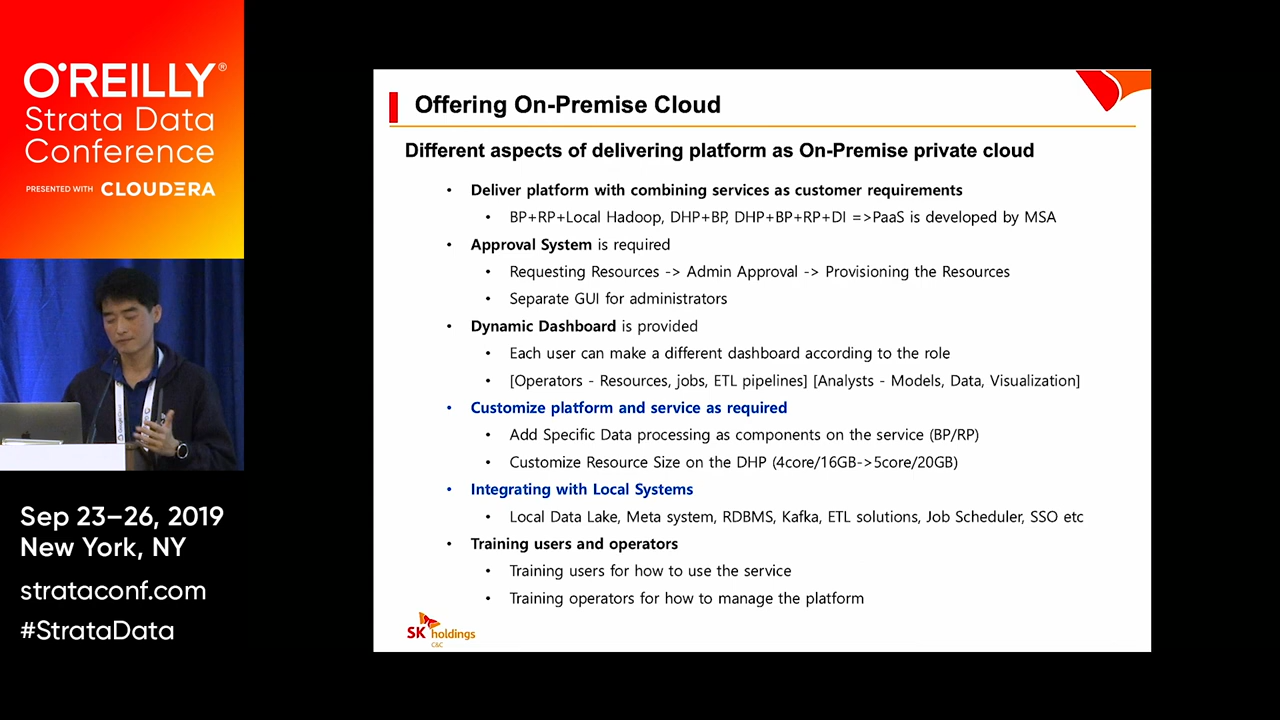 O'REILLY®
Strata Data
Conference
PRESENTED WITH CLOUDERA
Sep 23–26, 2019
New York, NY
strataconf.com
#StrataData
Offering On-Premise Cloud
Different aspects of delivering platform as On-Premise private cloud
• Deliver platform with combining services as customer requirements
• BP+RP+Local Hadoop, DHP+BP, DHP+BP+RP+DI =>PaaS is developed by MSA
• Approval System is required
• Requesting Resources -> Admin Approval -> Provisioning the Resources
• Separate GUI for administrators
• Dynamic Dashboard is provided
• Each user can make a different dashboard according to the role
• [Operators - Resources, jobs, ETL pipelines] [Analysts - Models, Data, Visualization]
• Customize platform and service as required
• Add Specific Data processing as components on the service (BP/RP)
• Customize Resource Size on the DHP (4core/16GB->5core/20GB)
• Integrating with Local Systems
• Local Data Lake, Meta system, RDBMS, Kafka, ETL solutions, Job Scheduler, SSO etc
• Training users and operators
• Training users for how to use the service
• Training operators for how to manage the platform
SK holdings
C&C